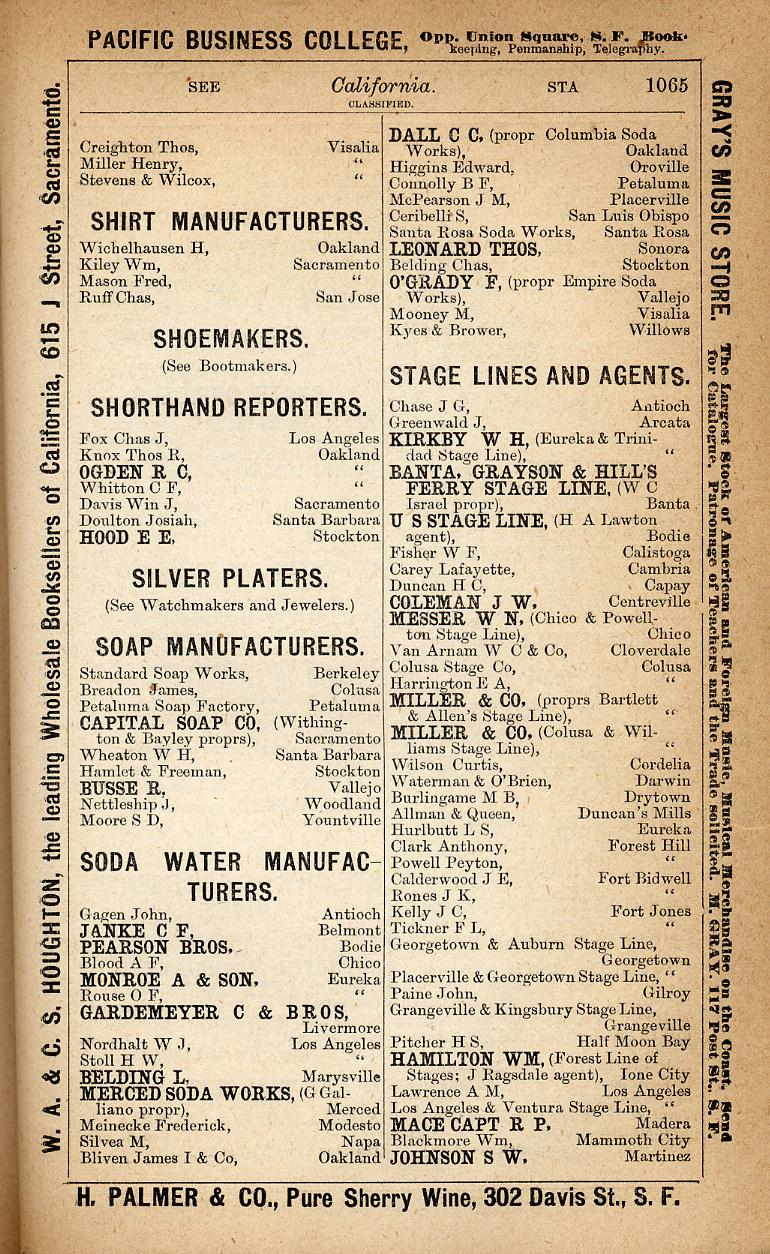 PACIFIC BUSINESS COLLEGE, Opp. Union Square, S. F. Book-
keeping, Penmanship, Telegraphy.
SEE California. STA 1065
CLASSIFIED.
Creighton Thos, Visalia
Miller Henry, "
Stevens & Wilcox, "
SHIRT MANUFACTURERS.
Wichelhausen H, Oakland
Kiley Wm, Sacramento
Mason Fred, "
Ruff Chas, San Jose
SHOEMAKERS.
(See Bootmakers.)
SHORTHAND REPORTERS.
Fox Chas J, Los Angeles
Knox Thos R, Oakland
OGDEN R C, "
Whitton C F, "
Davis Win J, Sacramento
Doulton Josiah, Santa Barbara
HOOD E E, Stockton
SILVER PLATERS.
(See Watchmakers and Jewelers.)
SOAP MANUFACTURERS.
Standard Soap Works, Berkeley
Breadon James, Colusa
Petaluma Soap Factory, Petaluma
CAPITAL SOAP CO, (Withing-
ton & Bayley proprs), Sacramento
Wheaton W H, Santa Barbara
Hamlet & Freeman, Stockton
BUSSE R, Vallejo
Nettleship J, Woodland
Moore S D, Yountville
SODA WATER MANUFAC-
TURERS.
Gagen John, Antioch
JANKE C F, Belmont
PEARSON BROS, Bodie
Blood A F, Chico
MONROE A & SON, Eureka
Rouse O F, "
GARDEMEYER C & BROS,
Livermore
Nordhalt W J, Los Angeles
Stoll H W, "
BELDING L, Marysville
MERCED SODA WORKS, (G Gal-
liano propr), Merced
Meinecke Frederick, Modesto
Silvea M, Napa
Bliven James I & Co, Oakland
DALL C C, (propr Columbia Soda
Works), Oakland
Higgins Edward, Oroville
Connolly B F, Petaluma
McPearson J M, Placerville
Ceribelli S, San Luis Obispo
Santa Rosa Soda Works, Santa Rosa
LEONARD THOS, Sonora
Belding Chas, Stockton
O'GRADY F, (propr Empire Soda
Works), Vallejo
Mooney M, Visalia
Kyes & Brower, Willows
STAGE LINES AND AGENTS.
Chase J G, Antioch
Greenwald J, Arcata
KIRKBY W H, (Eureka & Trini-
dad Stage Line), "
BANTA, GRAYSON & HILL'S
FERRY STAGE LINE, (W C
Israel propr), Banta
U S STAGE LINE, (H A Lawton
agent), Bodie
Fisher W F, Calistoga
Carey Lafayette, Cambria
Duncan H C, Capay
COLEMAN J W, Centreville
MESSER W N, (Chico & Powell-
ton Stage Line), Chico
Van Arnam W C & Co, Cloverdale
Colusa Stage Co, Colusa
Harrington E A, "
MILLER & CO, (proprs Bartlett
& Allen's Stage Line), "
MILLER & CO, (Colusa & Wil-
liams Stage Line), "
Wilson Curtis, Cordelia
Waterman & O'Brien, Darwin
Burlingame M B, Drytown
Allman & Queen, Duncan's Mills
Hurlbutt L S, Eureka
Clark Anthony, Forest Hill
Powell Peyton, "
Calderwood J E, Fort Bidwell
Rones J K, "
Kelly J C, Fort Jones
Tickner F L, "
Georgetown & Auburn Stage Line,
Georgetown
Placerville & Georgetown Stage Line, "
Paine John, Gilroy
Grangeville & Kingsbury Stage Line,
Grangeville
Pitcher H S, Half Moon Bay
HAMILTON WM, (Forest Line of
Stages; J Ragsdale agent), Ione City
Lawrence A M, Los Angeles
Los Angeles & Ventura Stage Line, "
MACE CAPT R P, Madera
Blackmore Wm, Mammoth City
JOHNSON S W, Martinez
W. A. & C. S. HOUGHTON, the leading Wholesale Booksellers of California, 615 J Street, Sacramento.
GRAY'S MUSIC STORE. The Largest Stock of American and Foreign Music, Musical Merchandise on the Coast. Send
for Catalogue. Patronage of Teachers and the Trade solicited. M. GRAY, 117 Post St., S. F.
H. PALMER & CO., Pure Sherry Wine, 302 Davis St., S. F.